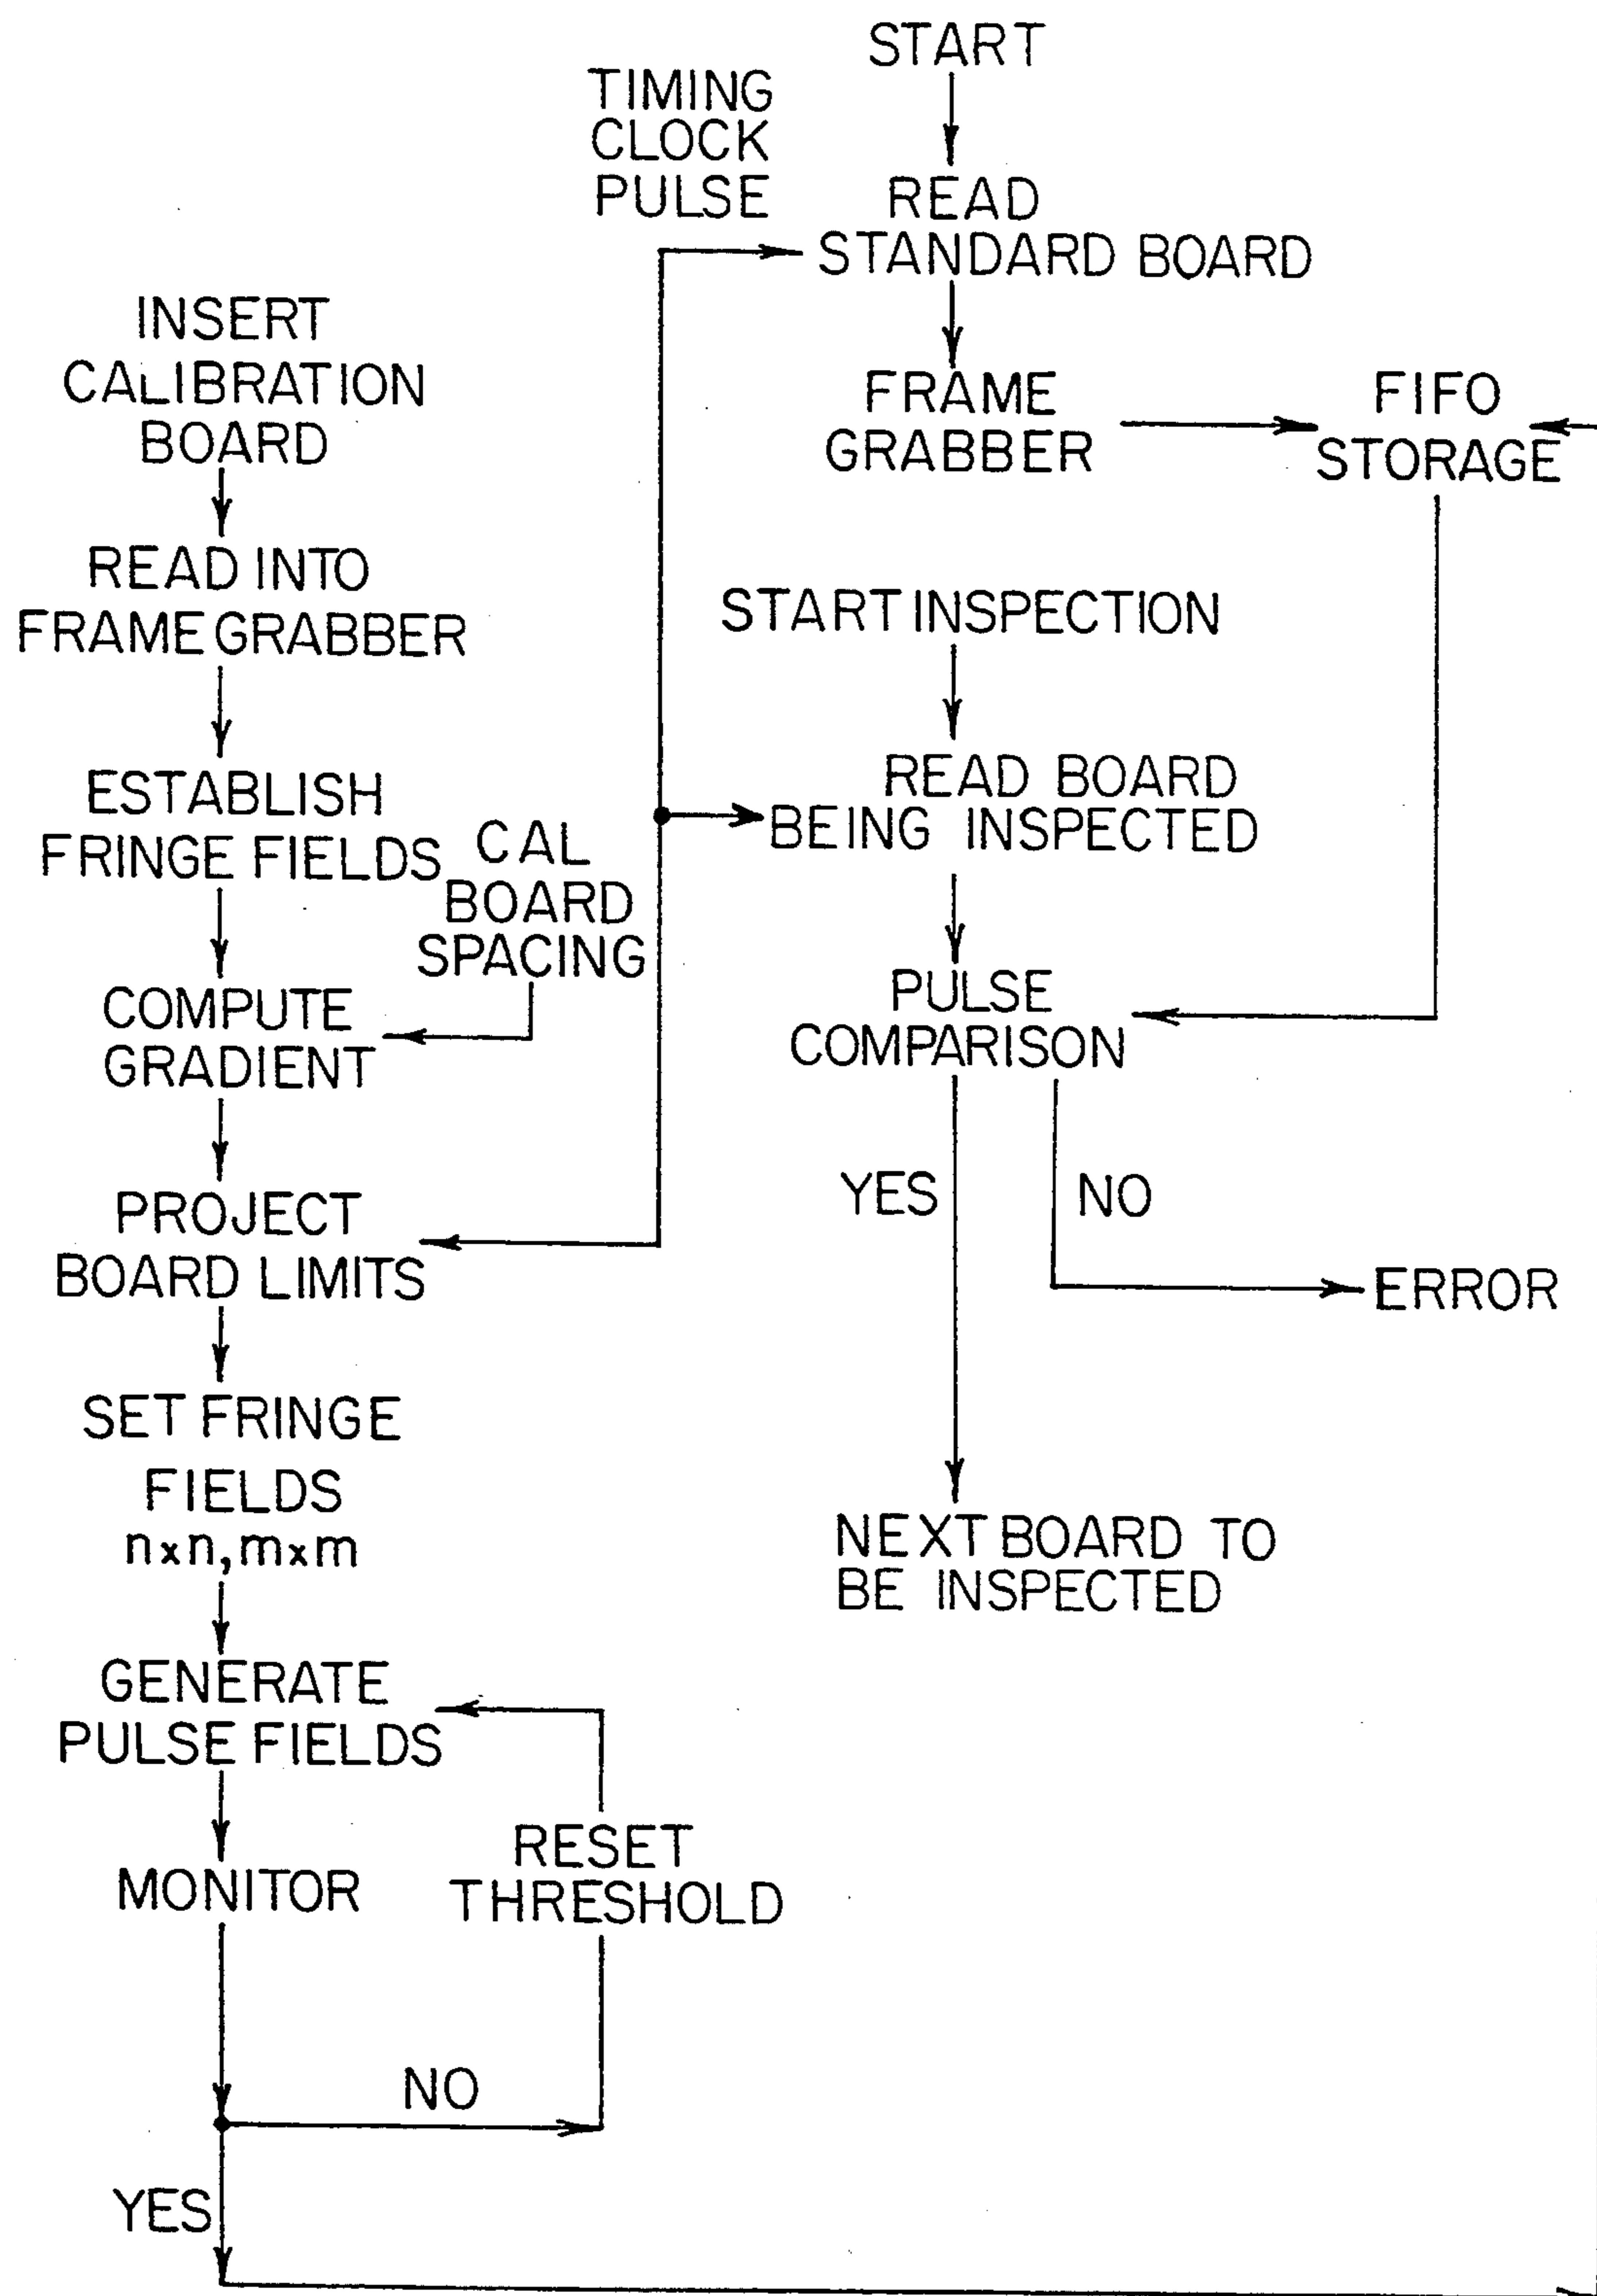 START
TIMING
CLOCK
PULSE
READ
STANDARD BOARD
INSERT
CALIBRATION
BOARD
FRAME
GRABBER
FIFO
STORAGE
READ INTO
FRAME GRABBER
START INSPECTION
ESTABLISH
FRINGE FIELDS
CAL
BOARD
SPACING
READ BOARD
BEING INSPECTED
COMPUTE
GRADIENT
PULSE
COMPARISON
PROJECT
BOARD LIMITS
YES
NO
ERROR
SET FRINGE
FIELDS
nxn,mxm
NEXT BOARD TO
BE INSPECTED
GENERATE
PULSE FIELDS
MONITOR
RESET
THRESHOLD
NO
YES